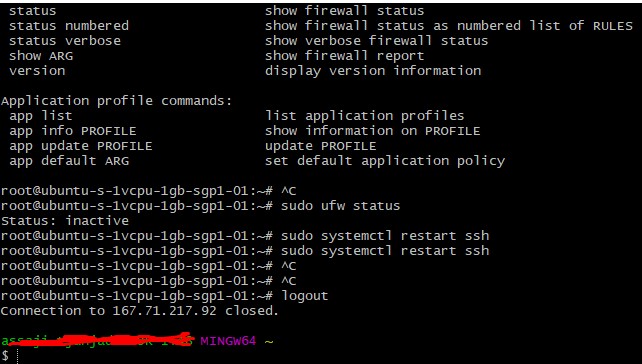 status show firewall status
status numbered show firewall status as numbered list of RULES
status verbose show verbose firewall status
show ARG show firewall report
version display version information
Application profile commands:
app list list application profiles
app info PROFILE show information on PROFILE
app update PROFILE update PROFILE
app default ARG set default application policy
root@ubuntu-s-1vcpu-1gb-sgp1-01:~# ^C
root@ubuntu-s-1vcpu-1gb-sgp1-01:~# sudo ufw status
Status: inactive
root@ubuntu-s-1vcpu-1gb-sgp1-01:~# sudo systemctl restart ssh
root@ubuntu-s-1vcpu-1gb-sgp1-01:~# sudo systemctl restart ssh
root@ubuntu-s-1vcpu-1gb-sgp1-01:~# ^C
root@ubuntu-s-1vcpu-1gb-sgp1-01:~# ^C
root@ubuntu-s-1vcpu-1gb-sgp1-01:~# logout
Connection to 167.71.217.92 closed.
MINGW64 ~
$